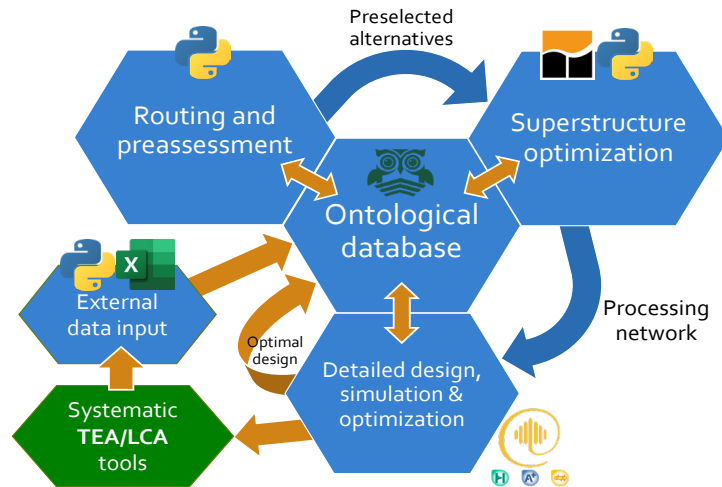 Preselected
alternatives
Routing and
preassessment
Superstructure
optimization
Ontological
database
X
External
data input
Optimal
design
Processing
network
Detailed design,
simulation &
optimization
Systematic
TEA/LCA
tools
H
A+